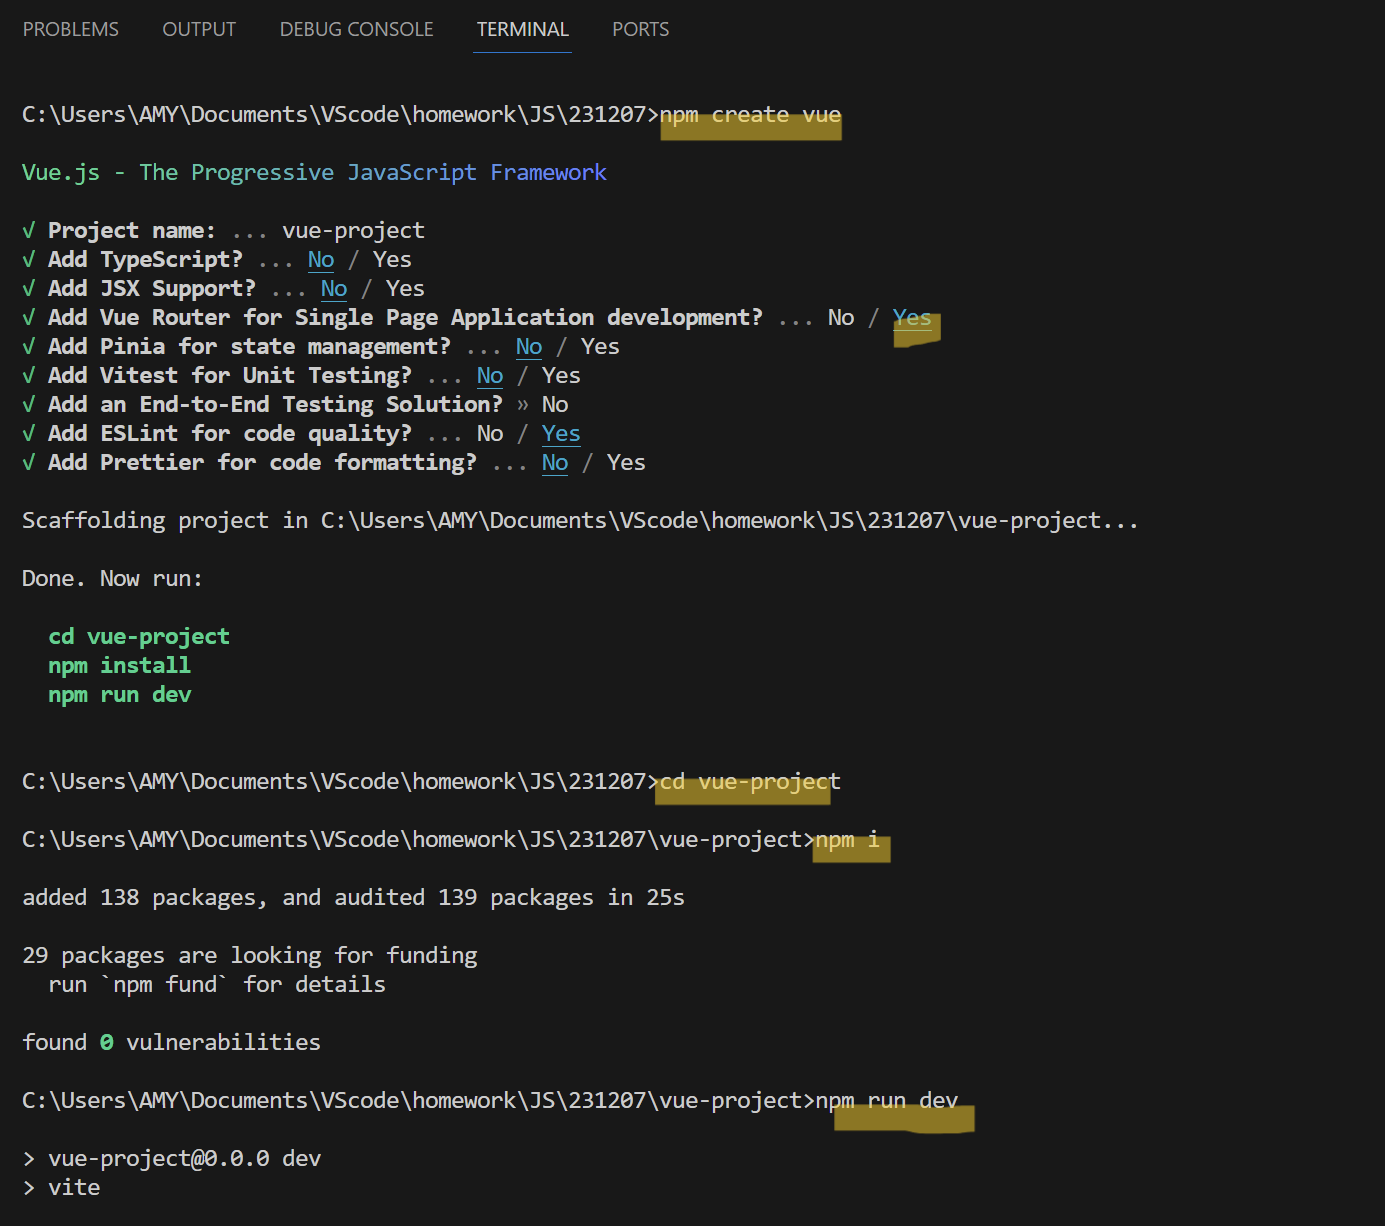 PROBLEMS OUTPUT DEBUG CONSOLE TERMINAL PORTS
C:\Users\AMY\Documents\VScode\homework\JS\231207>npm create vue
Vue.js - The Progressive JavaScript Framework
√ Project name: ... vue-project
√ Add TypeScript? ... No / Yes
√ Add JSX Support? ... No / Yes
√ Add Vue Router for Single Page Application development? ... No / Yes
√ Add Pinia for state management? ... No / Yes
√ Add Vitest for Unit Testing? ... No / Yes
√ Add an End-to-End Testing Solution? » No
√ Add ESLint for code quality? ... No / Yes
√ Add Prettier for code formatting? ... No / Yes
Scaffolding project in C:\Users\AMY\Documents\VScode\homework\JS\231207\vue-project...
Done. Now run:
cd vue-project
npm install
npm run dev
C:\Users\AMY\Documents\VScode\homework\JS\231207>cd vue-project
C:\Users\AMY\Documents\VScode\homework\JS\231207\vue-project>npm i
added 138 packages, and audited 139 packages in 25s
29 packages are looking for funding
run `npm fund` for details
found 0 vulnerabilities
C:\Users\AMY\Documents\VScode\homework\JS\231207\vue-project>npm run dev
> vue-project@0.0.0 dev
> vite